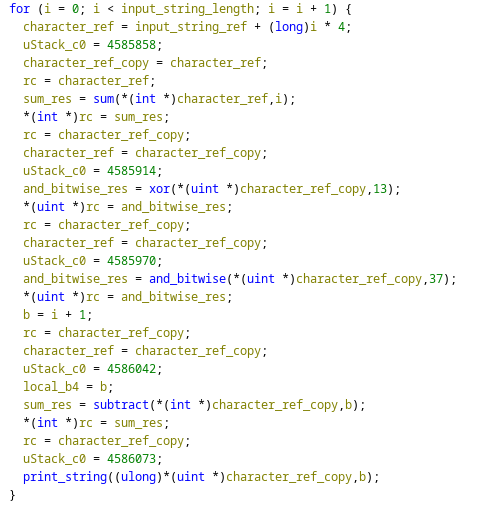 for (i = 0; i < input_string_length; i = i + 1) {
  character_ref = input_string_ref + (long)i * 4;
  uStack_c0 = 4585858;
  character_ref_copy = character_ref;
  rc = character_ref;
  sum_res = sum(*(int *)character_ref,i);
  *(int *)rc = sum_res;
  rc = character_ref_copy;
  character_ref = character_ref_copy;
  uStack_c0 = 4585914;
  and_bitwise_res = xor(*(uint *)character_ref_copy,13);
  *(uint *)rc = and_bitwise_res;
  rc = character_ref_copy;
  character_ref = character_ref_copy;
  uStack_c0 = 4585970;
  and_bitwise_res = and_bitwise(*(uint *)character_ref_copy,37);
  *(uint *)rc = and_bitwise_res;
  b = i + 1;
  rc = character_ref_copy;
  character_ref = character_ref_copy;
  uStack_c0 = 4586042;
  local_b4 = b;
  sum_res = subtract(*(int *)character_ref_copy,b);
  *(int *)rc = sum_res;
  rc = character_ref_copy;
  uStack_c0 = 4586073;
  print_string((ulong)*(uint *)character_ref_copy,b);
}